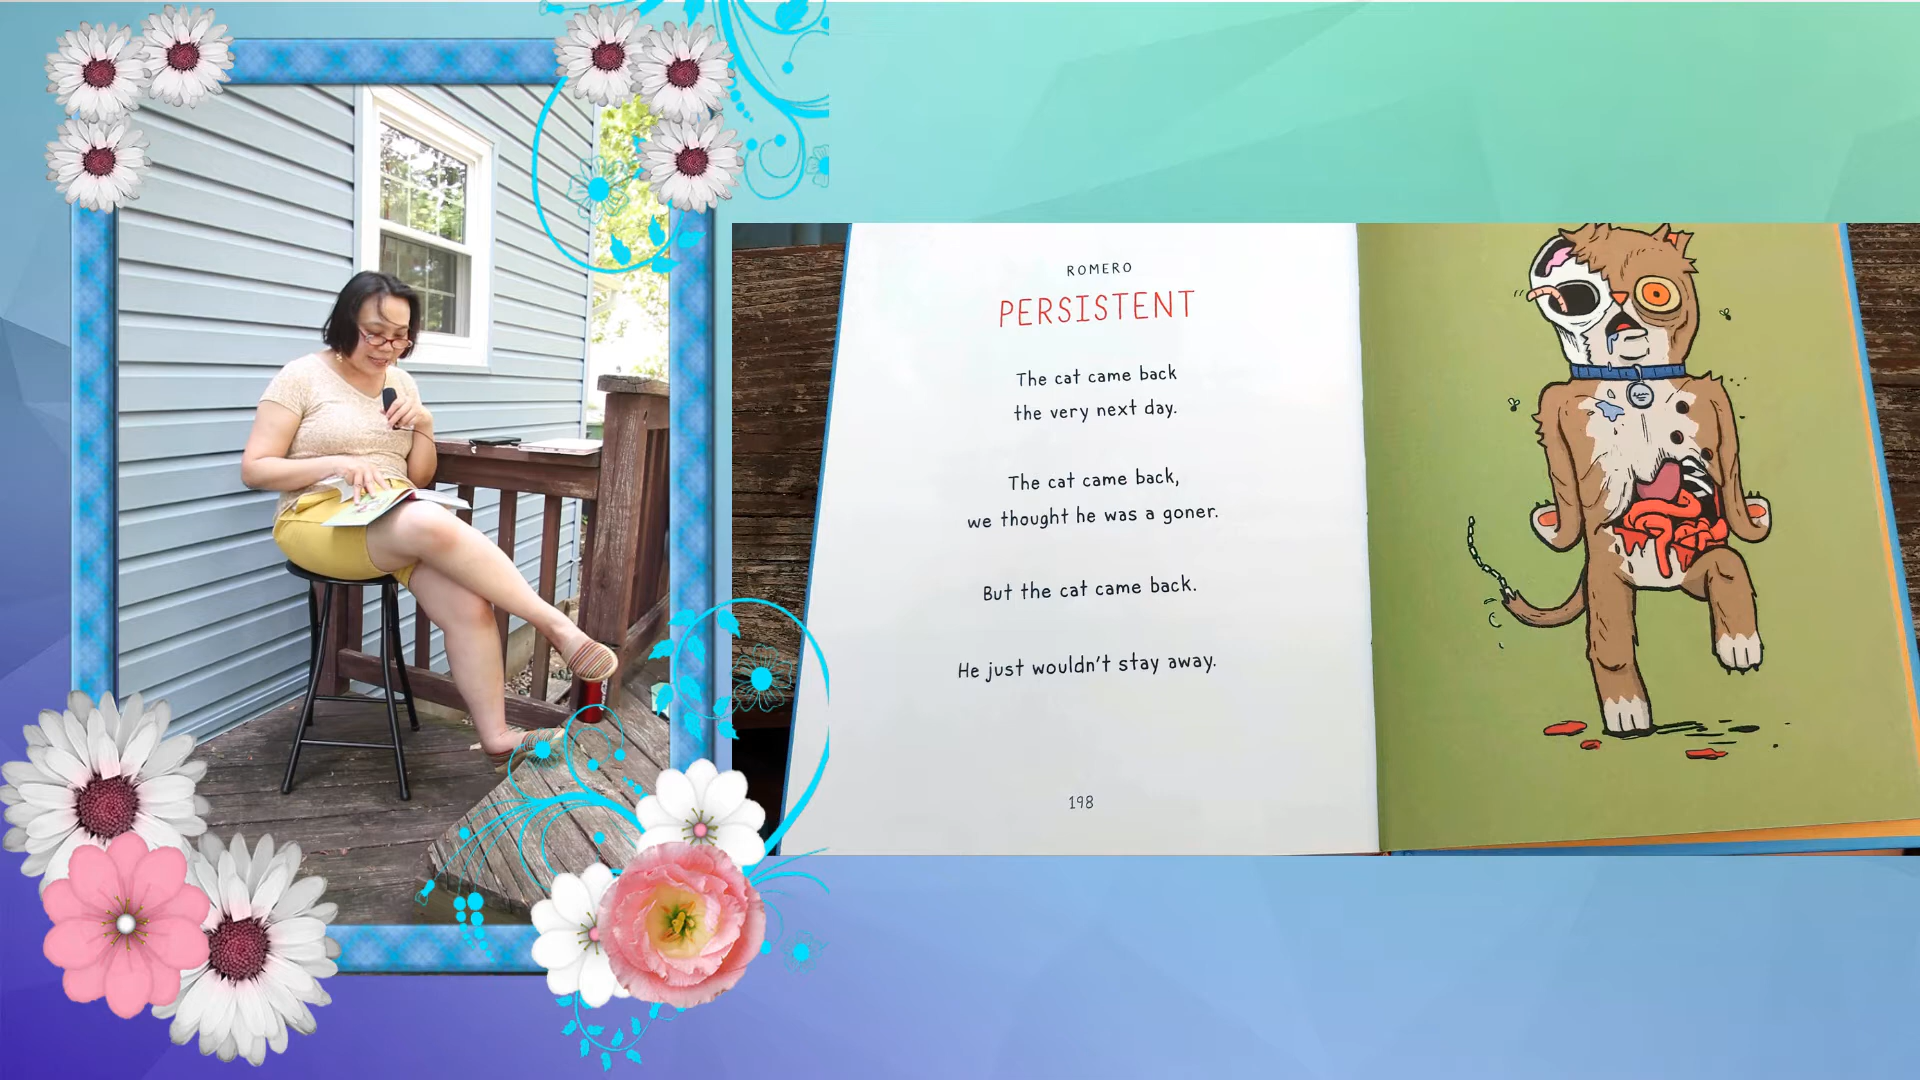 ROMERO
PERSISTENT
The cat came back
the very next day.
The cat came back,
we thought he was a goner.
But the cat came back.
He just wouldn't stay away.
198